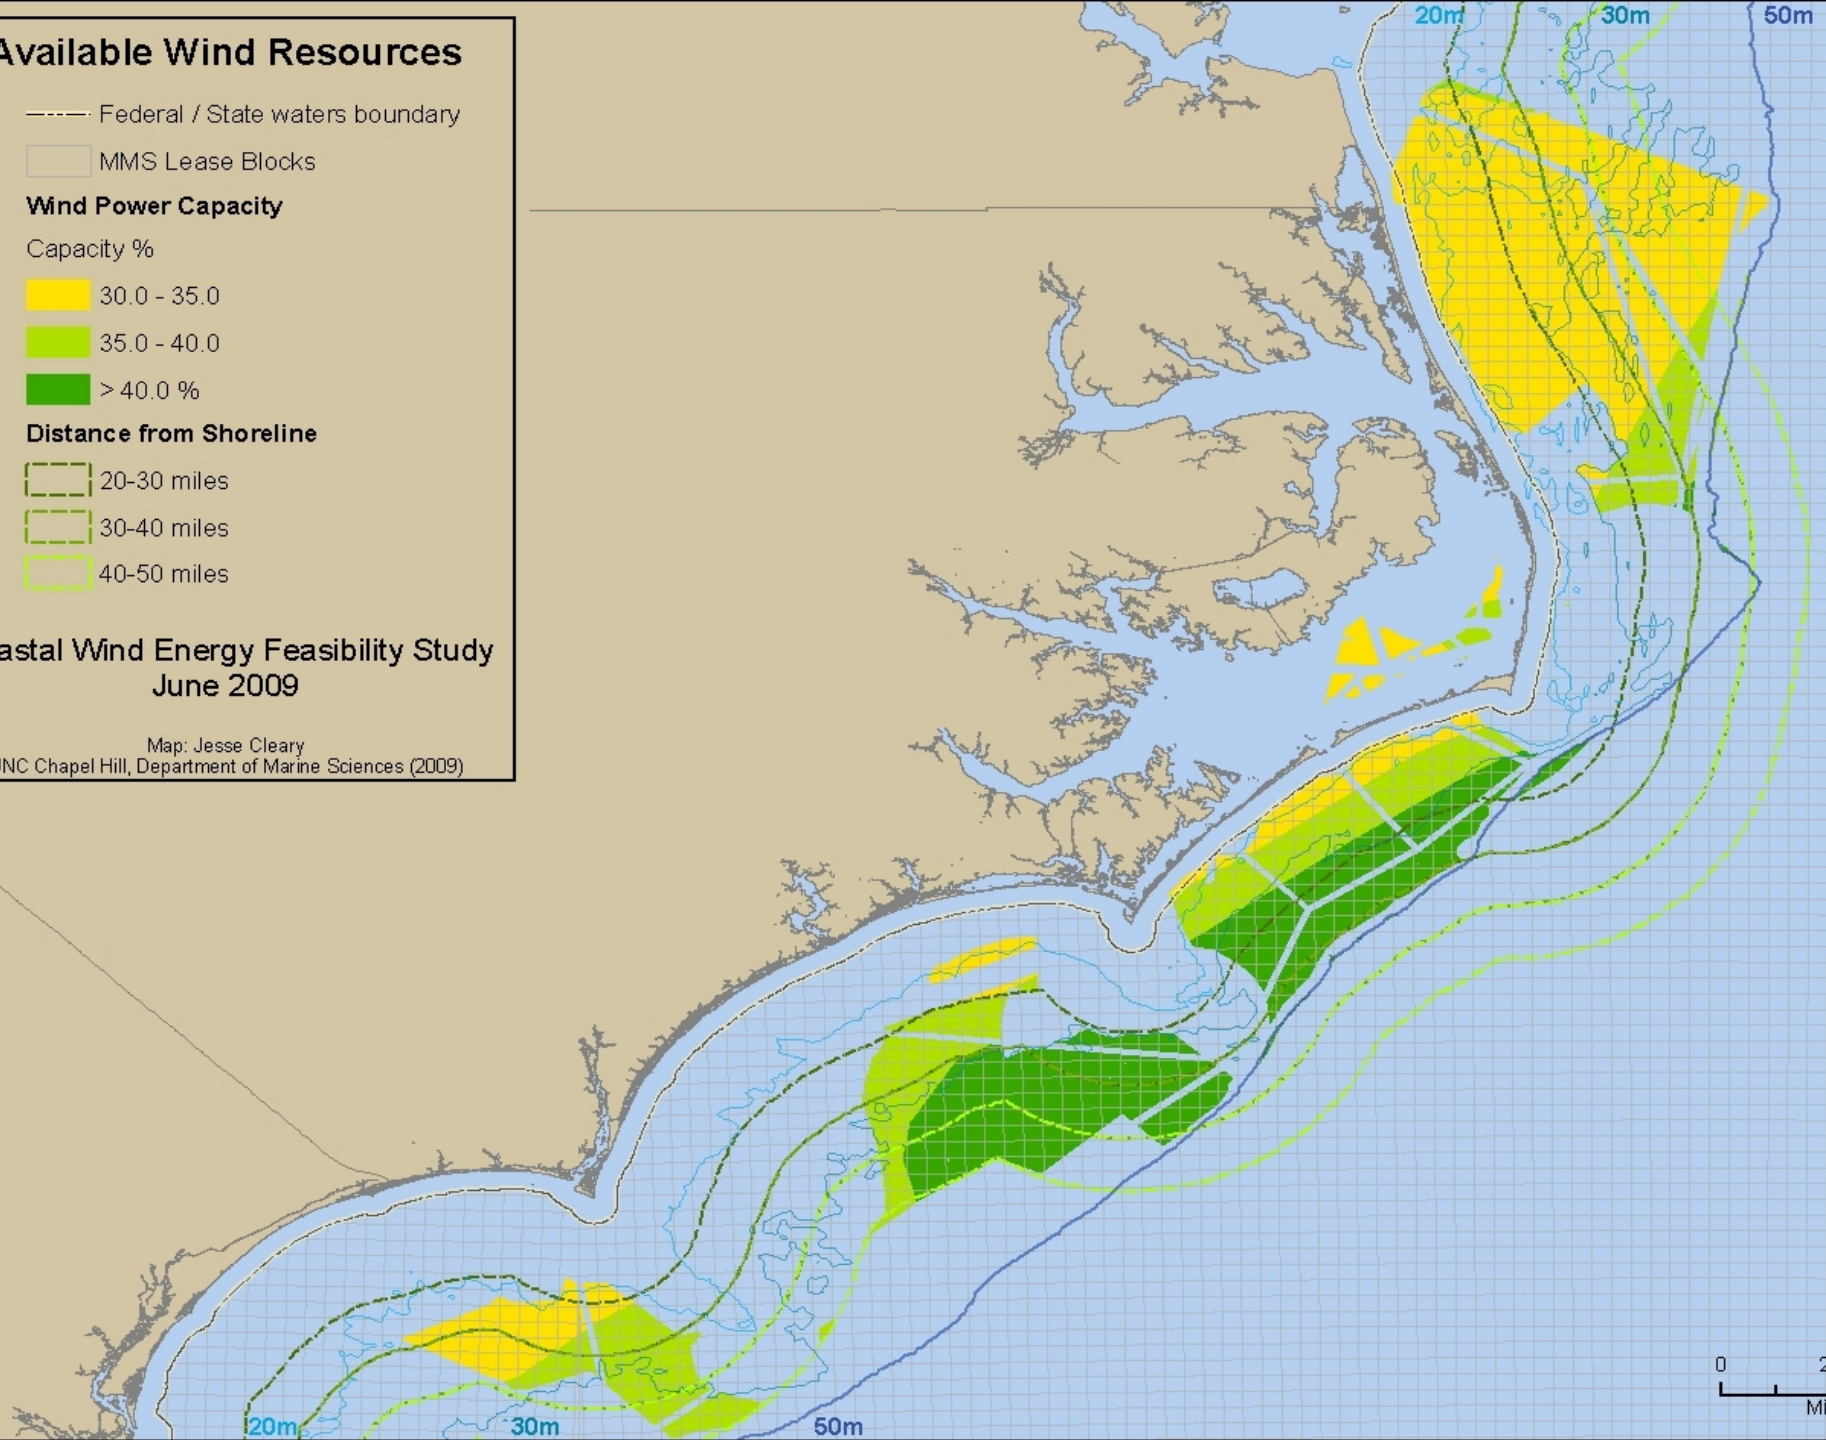 20m 30m 50m
Available Wind Resources
Federal / State waters boundary
MMS Lease Blocks
Wind Power Capacity
Capacity %
30.0 - 35.0
35.0 - 40.0
> 40.0 %
Distance from Shoreline
20-30 miles
30-40 miles
40-50 miles
astal Wind Energy Feasibility Study
June 2009
Map: Jesse Cleary
UNC Chapel Hill, Department of Marine Sciences (2009)
0 2
Mi
20m 30m 50m